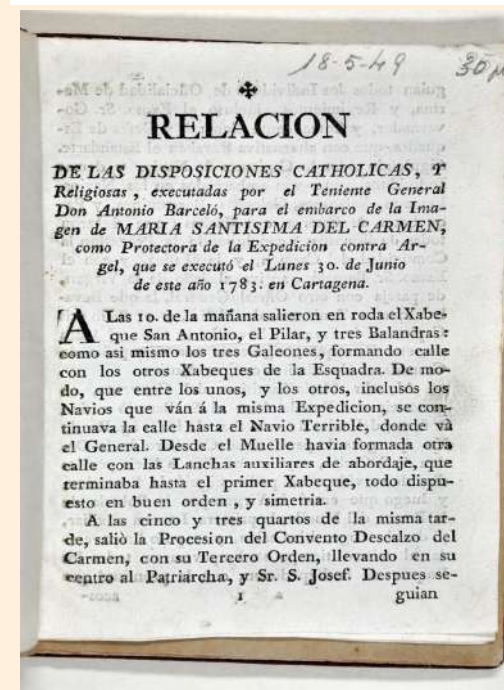 18-5-49
✠
RELACION
DE LAS DISPOSICIONES CATHOLICAS, Y
Religiosas, executadas por el Teniente General
Don Antonio Barceló, para el embarco de la Ima-
gen de MARIA SANTISIMA DEL CARMEN,
como Protectora de la Expedicion contra Ar-
gel, que se executó el Lunes 30. de Junio
de este año 1783. en Cartagena.
A Las 10. de la mañana salieron en roda el Xabe-
que San Antonio, el Pilar, y tres Balandras:
como asi mismo los tres Galeones, formando calle
con los otros Xabeques de la Esquadra. De mo-
do, que entre los unos, y los otros, inclusos los
Navios que ván á la misma Expedicion, se con-
tinuava la calle hasta el Navio Terrible, donde và
el General. Desde el Muelle havia formada otra
calle con las Lanchas auxiliares de abordaje, que
terminaba hasta el primer Xabeque, todo dispu-
esto en buen orden, y simetria.
A las cinco y tres quartos de la misma tar-
de, saliò la Procesion del Convento Descalzo del
Carmen, con su Tercero Orden, llevando en su
centro al Patriarcha, y Sr. S. Josef. Despues se-
1 guian